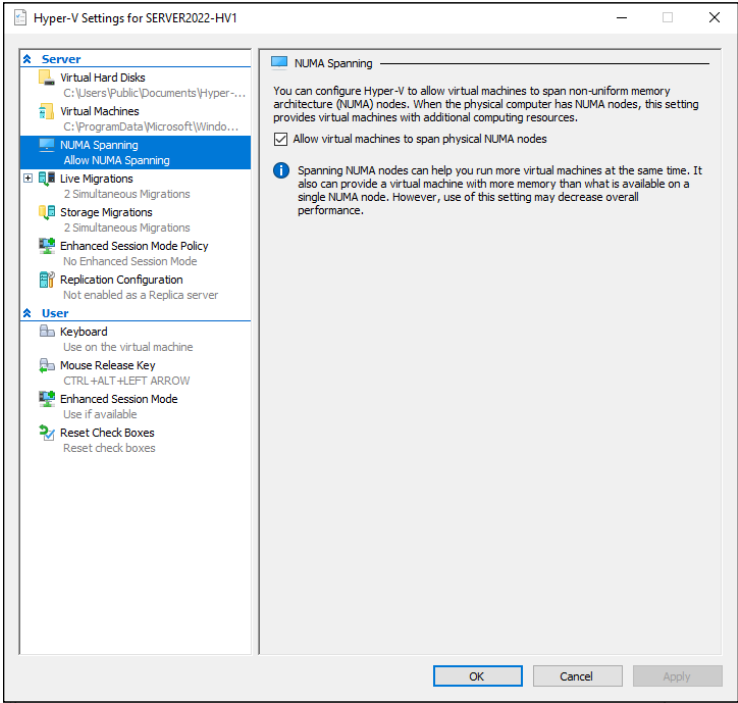 Hyper-V Settings for SERVER2022-HV1
Server
Virtual Hard Disks
C:\Users\Public\Documents\Hyper-...
Virtual Machines
C:\ProgramData\Microsoft\Windo...
NUMA Spanning
Allow NUMA Spanning
Live Migrations
2 Simultaneous Migrations
Storage Migrations
2 Simultaneous Migrations
Enhanced Session Mode Policy
No Enhanced Session Mode
Replication Configuration
Not enabled as a Replica server
User
Keyboard
Use on the virtual machine
Mouse Release Key
CTRL+ALT+LEFT ARROW
Enhanced Session Mode
Use if available
Reset Check Boxes
Reset check boxes
NUMA Spanning
You can configure Hyper-V to allow virtual machines to span non-uniform memory
architecture (NUMA) nodes. When the physical computer has NUMA nodes, this setting
provides virtual machines with additional computing resources.
Allow virtual machines to span physical NUMA nodes
Spanning NUMA nodes can help you run more virtual machines at the same time. It
also can provide a virtual machine with more memory than what is available on a
single NUMA node. However, use of this setting may decrease overall
performance.
OK
Cancel
Apply